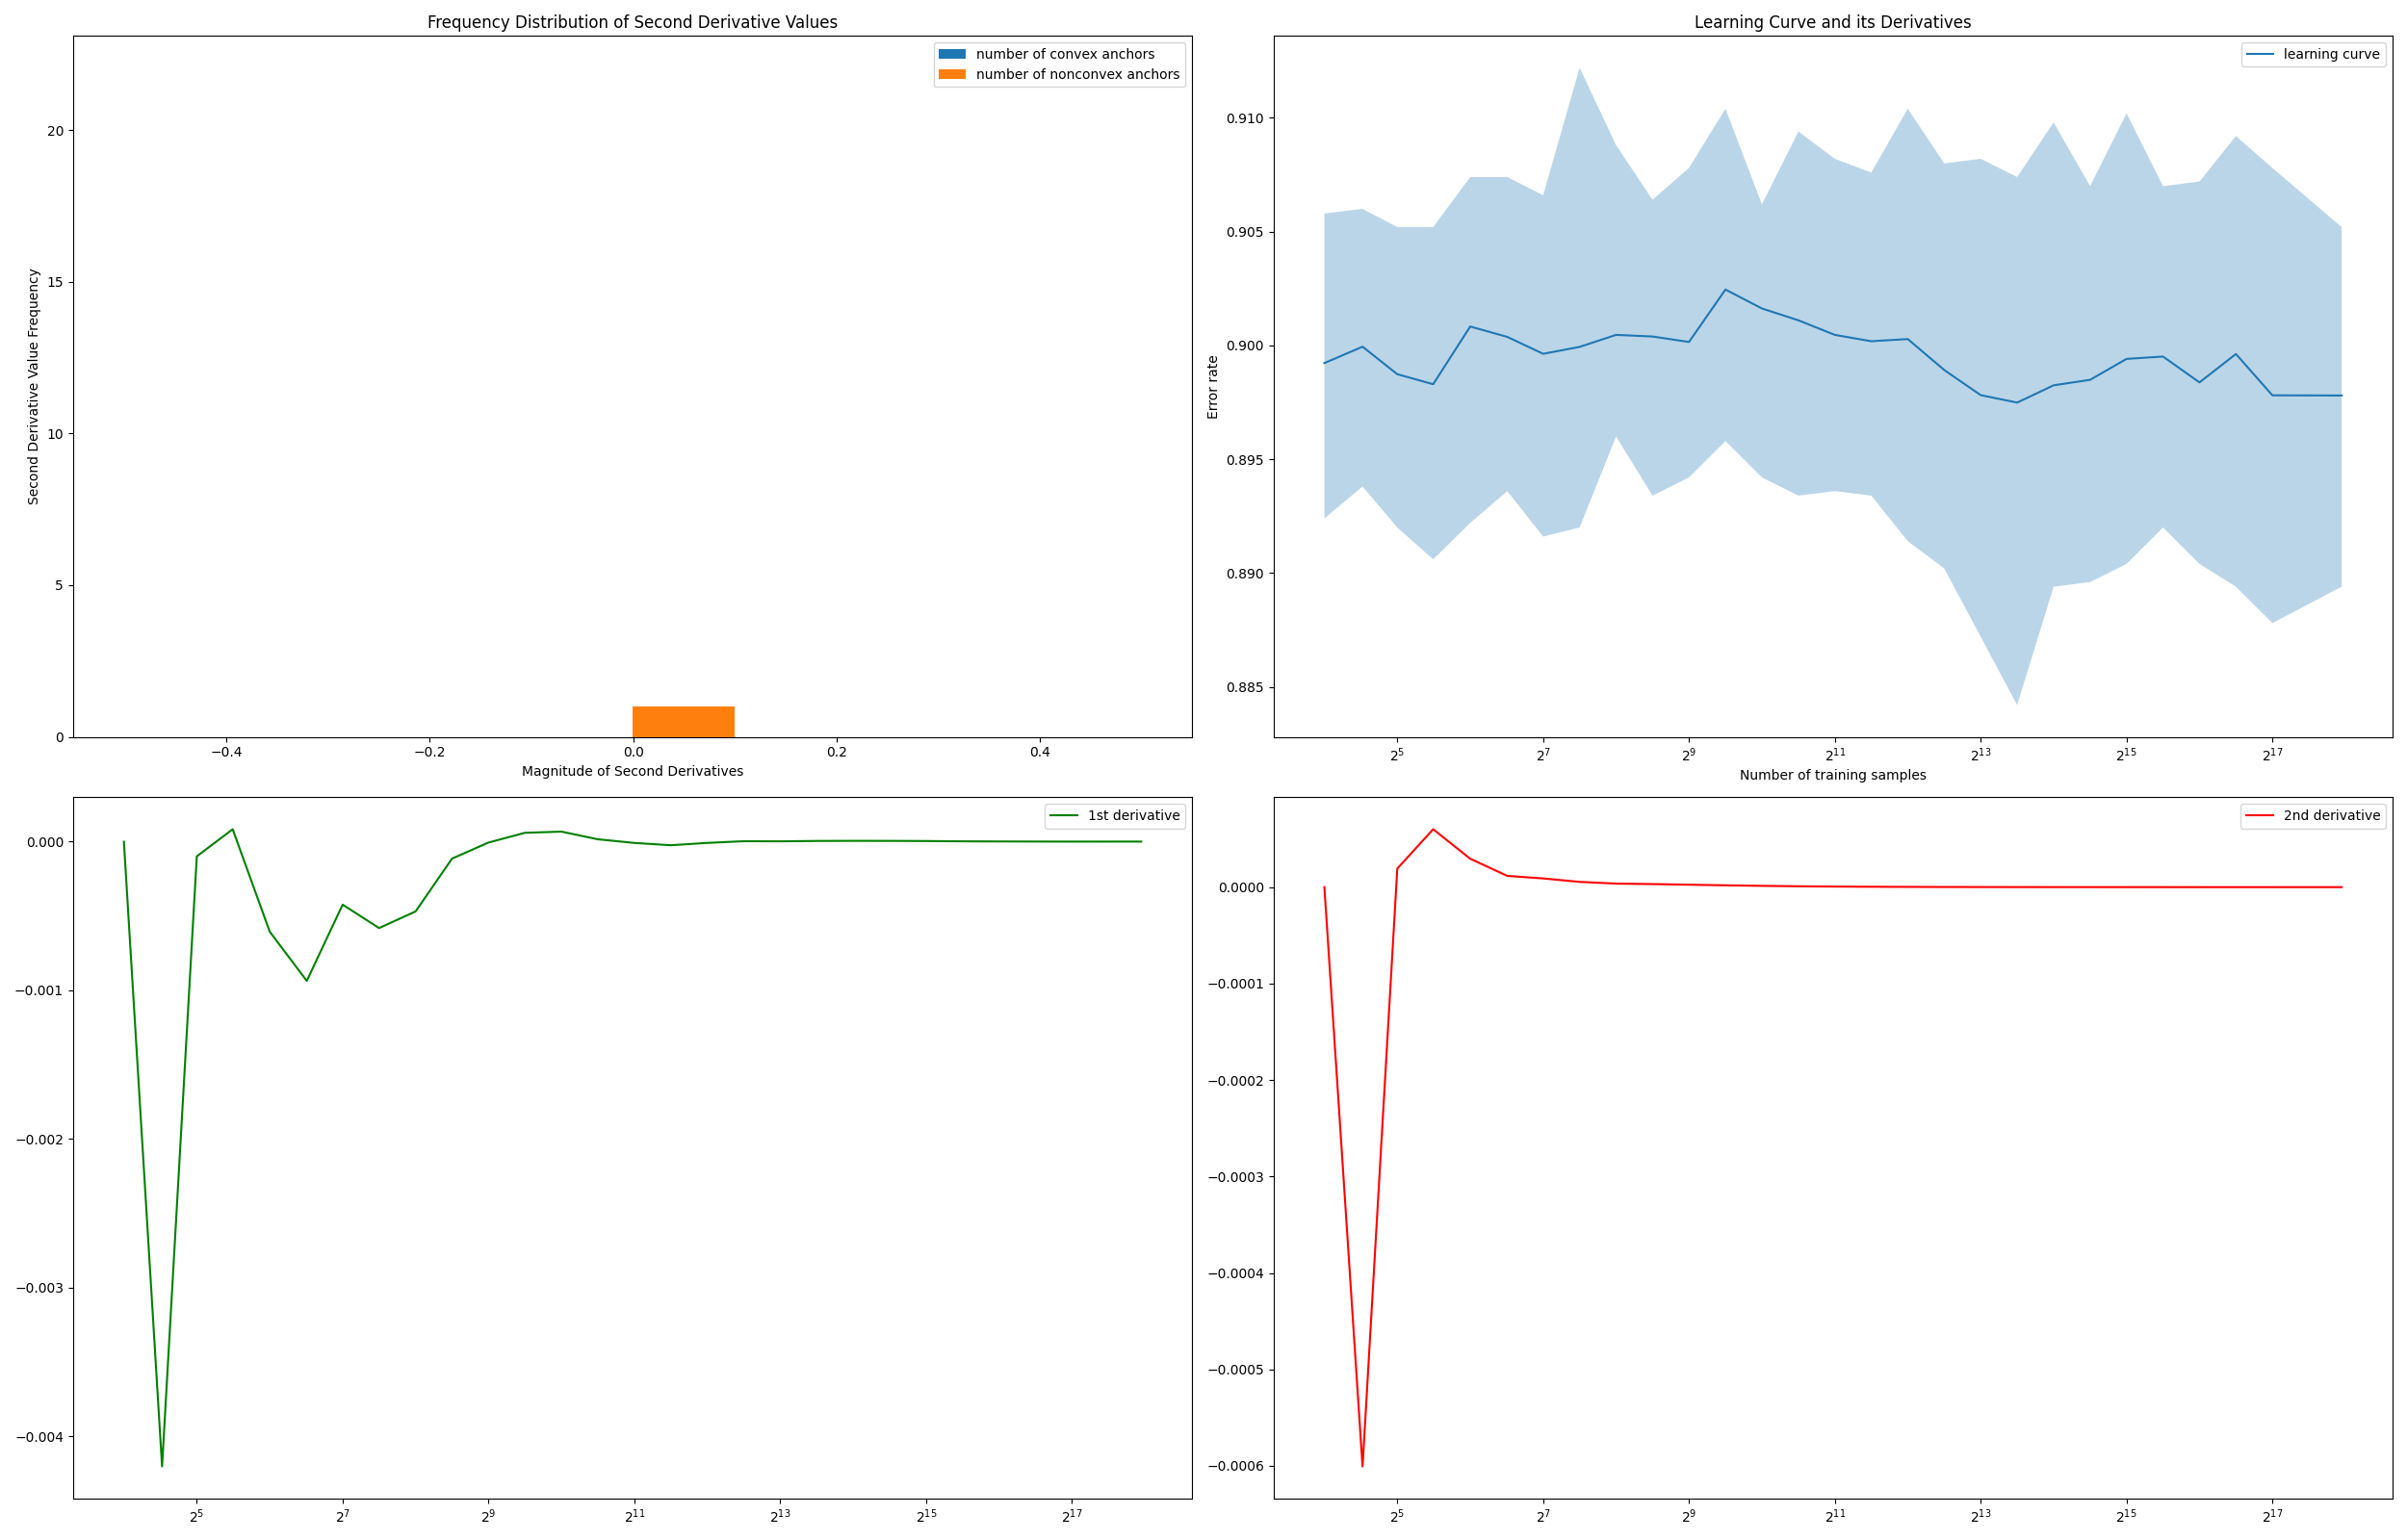 Frequency Distribution of Second Derivative Values
number of convex anchors
number of nonconvex anchors
20
15
10
5
0
Second Derivative Value Frequency
−0.4 −0.2 0.0 0.2 0.4
Magnitude of Second Derivatives
Learning Curve and its Derivatives
learning curve
0.910
0.905
0.900
0.895
0.890
0.885
Error rate
2^5 2^7 2^9 2^11 2^13 2^15 2^17
Number of training samples
1st derivative
0.000
−0.001
−0.002
−0.003
−0.004
2^5 2^7 2^9 2^11 2^13 2^15 2^17
2nd derivative
0.0000
−0.0001
−0.0002
−0.0003
−0.0004
−0.0005
−0.0006
2^5 2^7 2^9 2^11 2^13 2^15 2^17